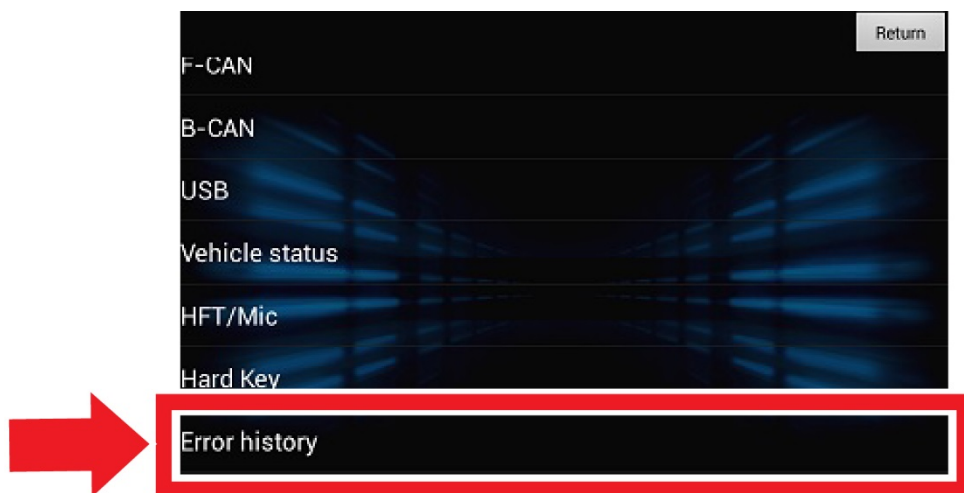 Return
F-CAN
B-CAN
USB
Vehicle status
HFT/Mic
Hard Key
Error history